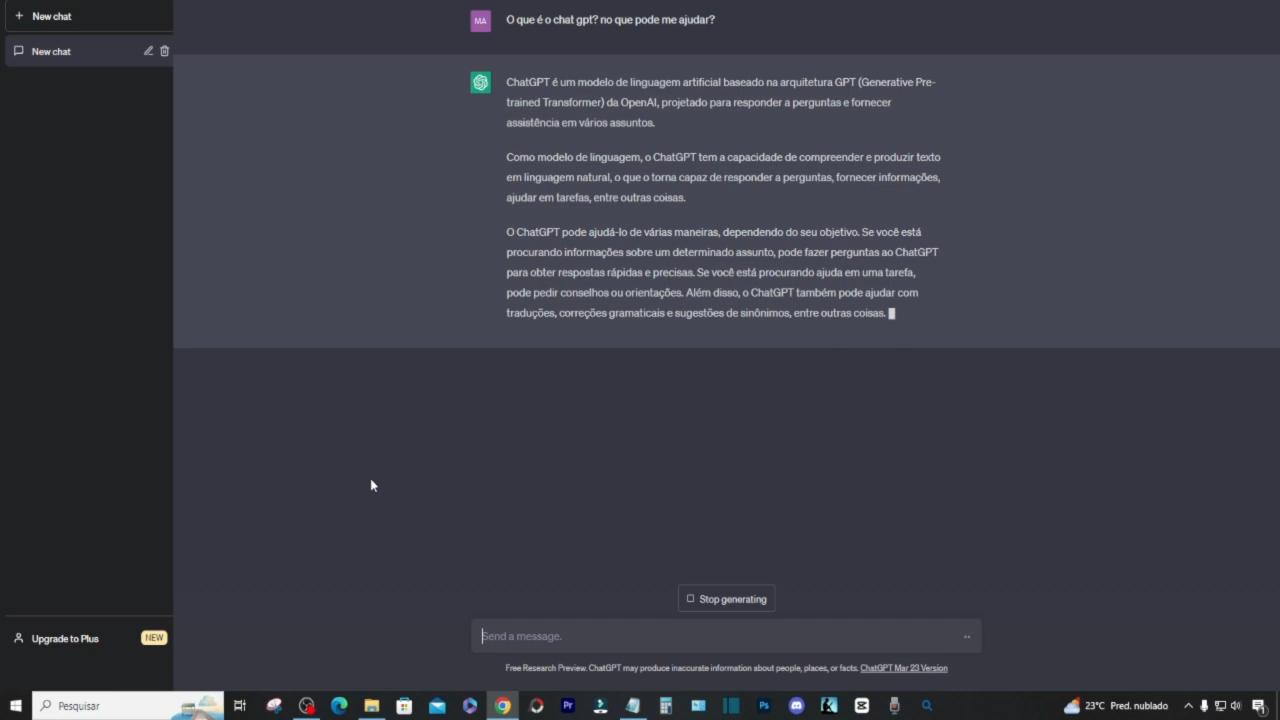 New chat
New chat
MA
O que é o chat gpt? no que pode me ajudar?
ChatGPT é um modelo de linguagem artificial baseado na arquitetura GPT (Generative Pre-
trained Transformer) da OpenAI, projetado para responder a perguntas e fornecer
assistência em vários assuntos.
Como modelo de linguagem, o ChatGPT tem a capacidade de compreender e produzir texto
em linguagem natural, o que o torna capaz de responder a perguntas, fornecer informações,
ajudar em tarefas, entre outras coisas.
O ChatGPT pode ajudá-lo de várias maneiras, dependendo do seu objetivo. Se você está
procurando informações sobre um determinado assunto, pode fazer perguntas ao ChatGPT
para obter respostas rápidas e precisas. Se você está procurando ajuda em uma tarefa,
pode pedir conselhos ou orientações. Além disso, o ChatGPT também pode ajudar com
traduções, correções gramaticais e sugestões de sinônimos, entre outras coisas.
Stop generating
Send a message.
Free Research Preview. ChatGPT may produce inaccurate information about people, places, or facts. ChatGPT Mar 23 Version
Upgrade to Plus NEW
Pesquisar
Pr
Ps
23°C Pred. nublado